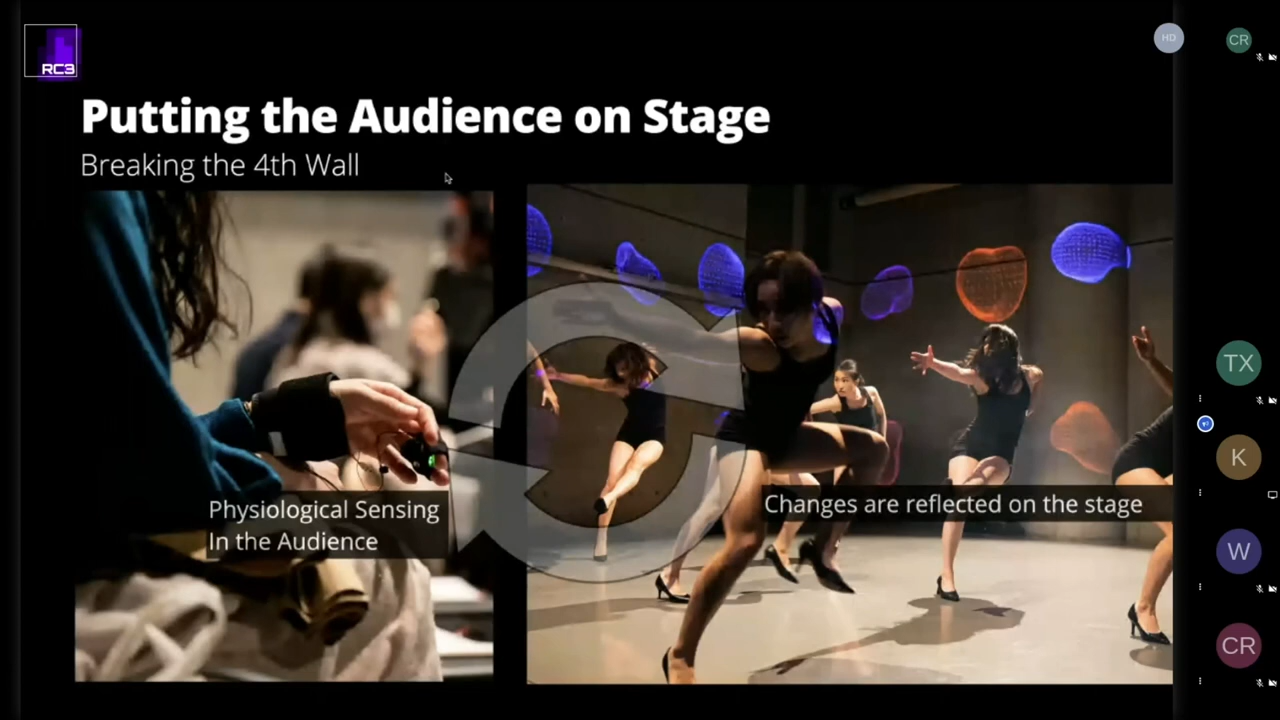 RC3
HD
CR
Putting the Audience on Stage
Breaking the 4th Wall
Physiological Sensing
In the Audience
Changes are reflected on the stage
TX
K
W
CR